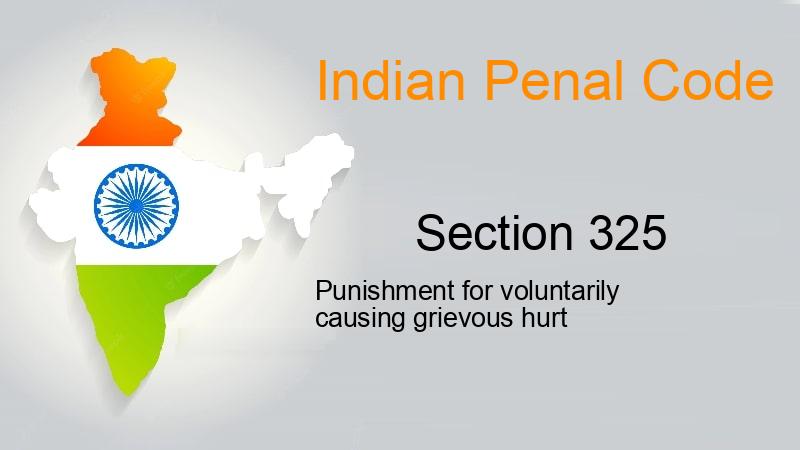 Indian Penal Code
Section 325
Punishment for voluntarily
causing grievous hurt